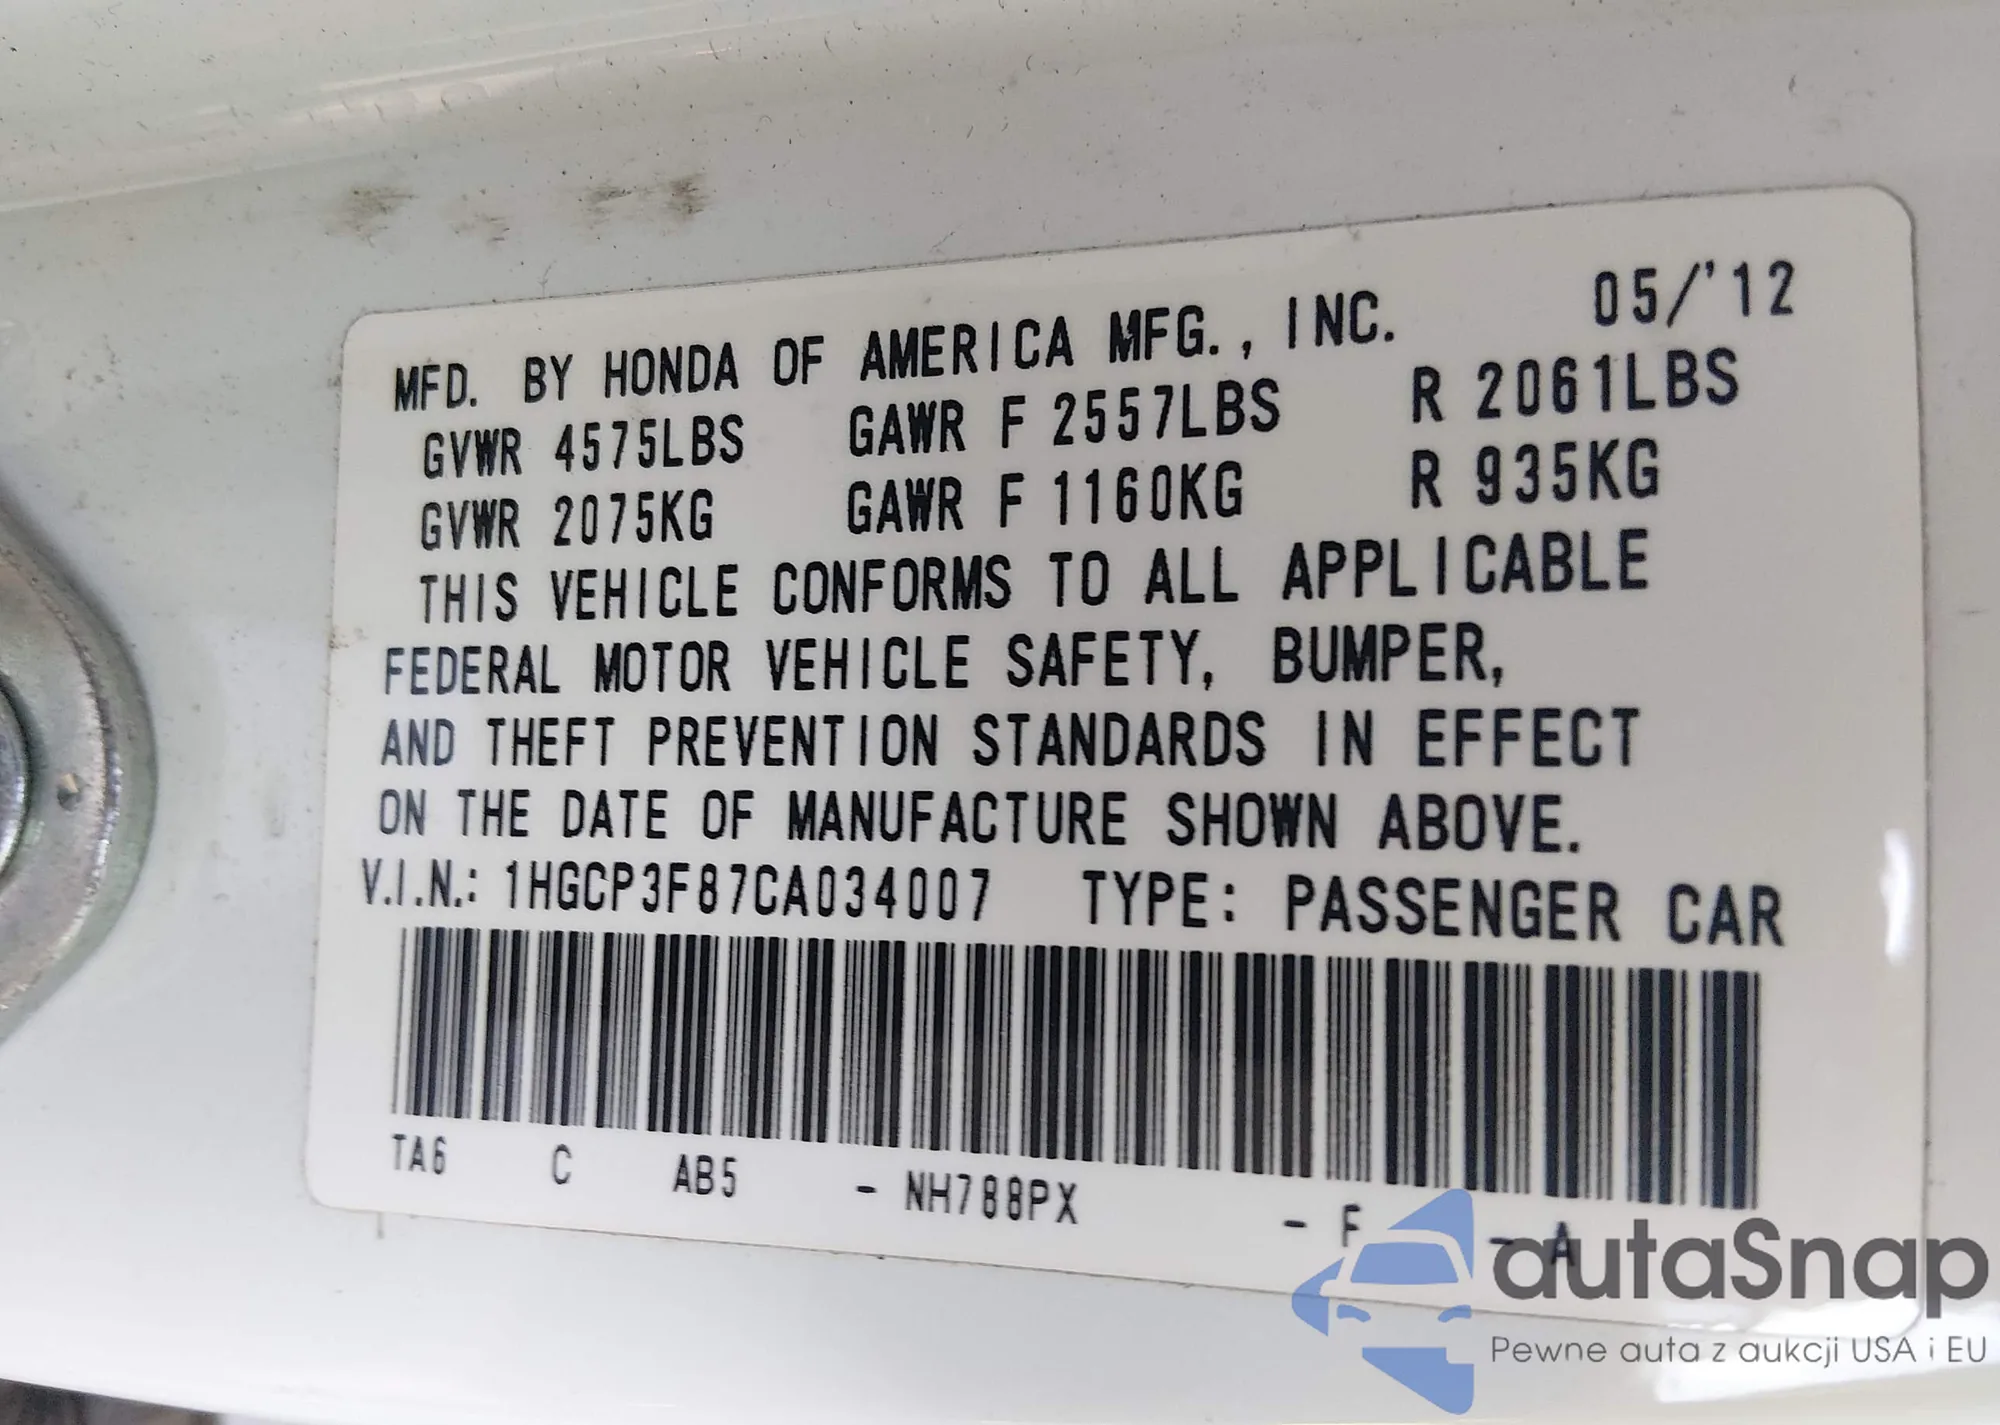 05/'12
MFD. BY HONDA OF AMERICA MFG., INC.
GVWR 4575LBS GAWR F 2557LBS R 2061LBS
GVWR 2075KG GAWR F 1160KG R 935KG
THIS VEHICLE CONFORMS TO ALL APPLICABLE
FEDERAL MOTOR VEHICLE SAFETY, BUMPER,
AND THEFT PREVENTION STANDARDS IN EFFECT
ON THE DATE OF MANUFACTURE SHOWN ABOVE.
V.I.N.: 1HGCP3F87CA034007 TYPE: PASSENGER CAR
TA6 C AB5 - NH788PX - F - A
autaSnap
Pewne auta z aukcji USA i EU